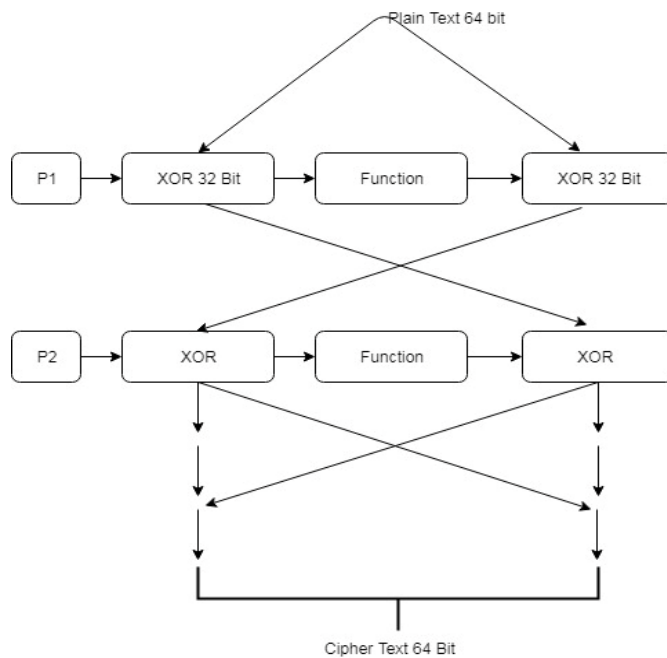 Plain Text 64 bit
P1
XOR 32 Bit
Function
XOR 32 Bit
P2
XOR
Function
XOR
Cipher Text 64 Bit